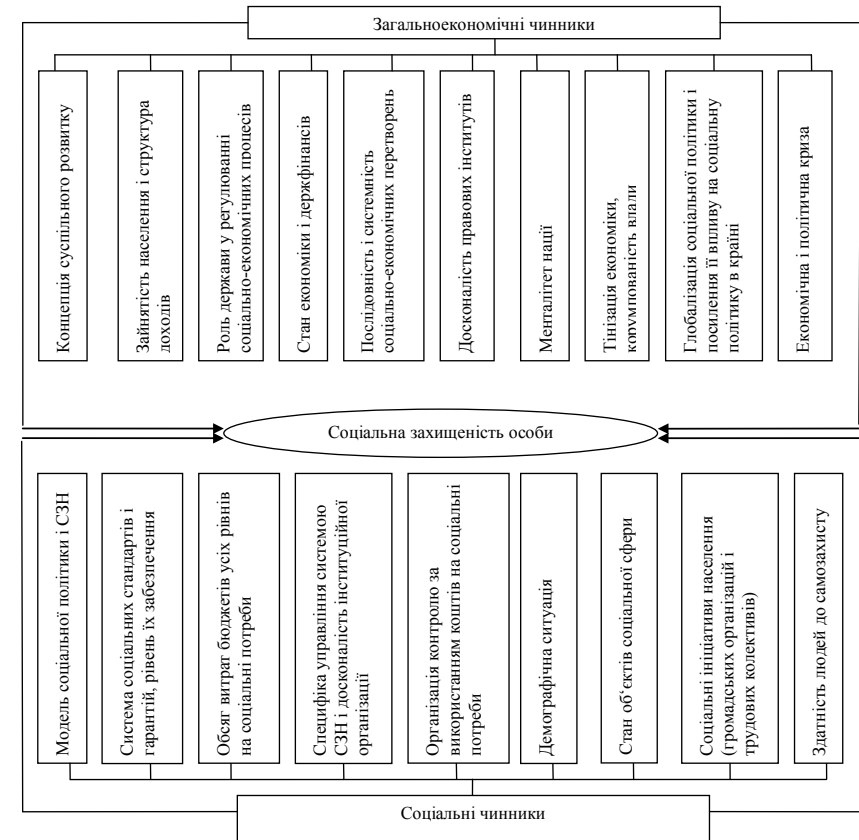 Загальноекономічні чинники
Концепція суспільного розвитку
Зайнятість населення і структура
доходів
Роль держави у регулюванні
соціально-економічних процесів
Стан економіки і держфінансів
Послідовність і системність
соціально-економічних перетворень
Досконалість правових інститутів
Менталітет нації
Тінізація економіки,
корумпованість влади
Глобалізація соціальної політики і
посилення її впливу на соціальну
політику в країні
Економічна і політична криза
Соціальна захищеність особи
Модель соціальної політики і СЗН
Система соціальних стандартів і
гарантій, рівень їх забезпечення
Обсяг витрат бюджетів усіх рівнів
на соціальні потреби
Специфіка управління системою
СЗН і досконалість інституційної
організації
Організація контролю за
використанням коштів на соціальні
потреби
Демографічна ситуація
Стан об‘єктів соціальної сфери
Соціальні ініціативи населення
(громадських організацій і
трудових колективів)
Здатність людей до самозахисту
Соціальні чинники